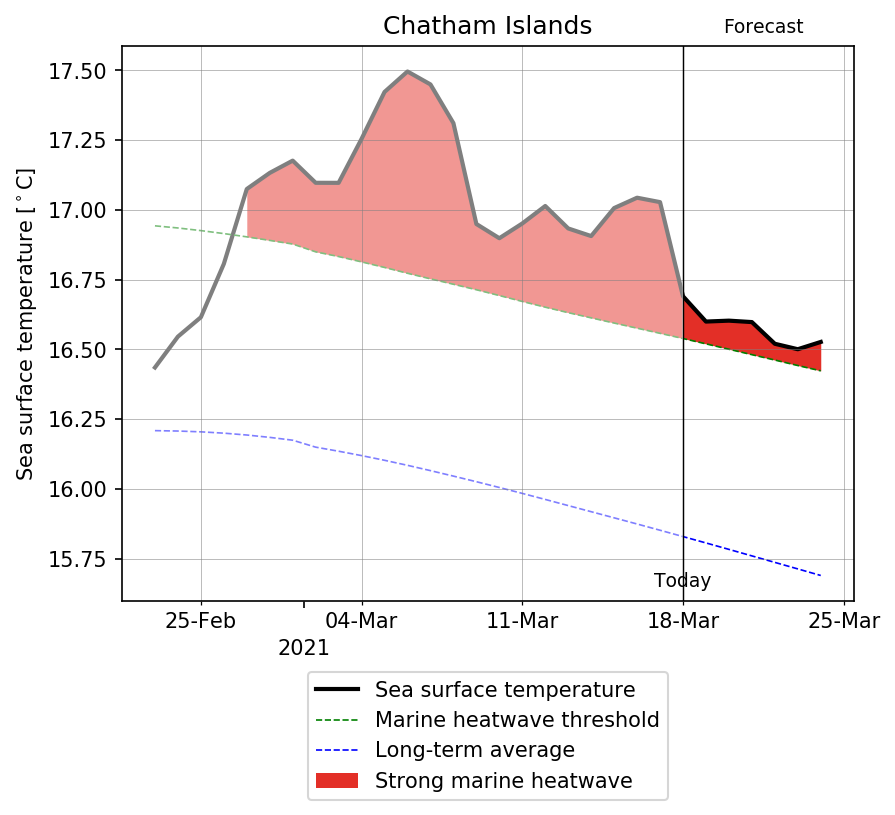 Chatham Islands
Forecast
Sea surface temperature [°C]
17.50
17.25
17.00
16.75
16.50
16.25
16.00
15.75
Today
25-Feb 04-Mar 11-Mar 18-Mar 25-Mar
2021
Sea surface temperature
Marine heatwave threshold
Long-term average
Strong marine heatwave